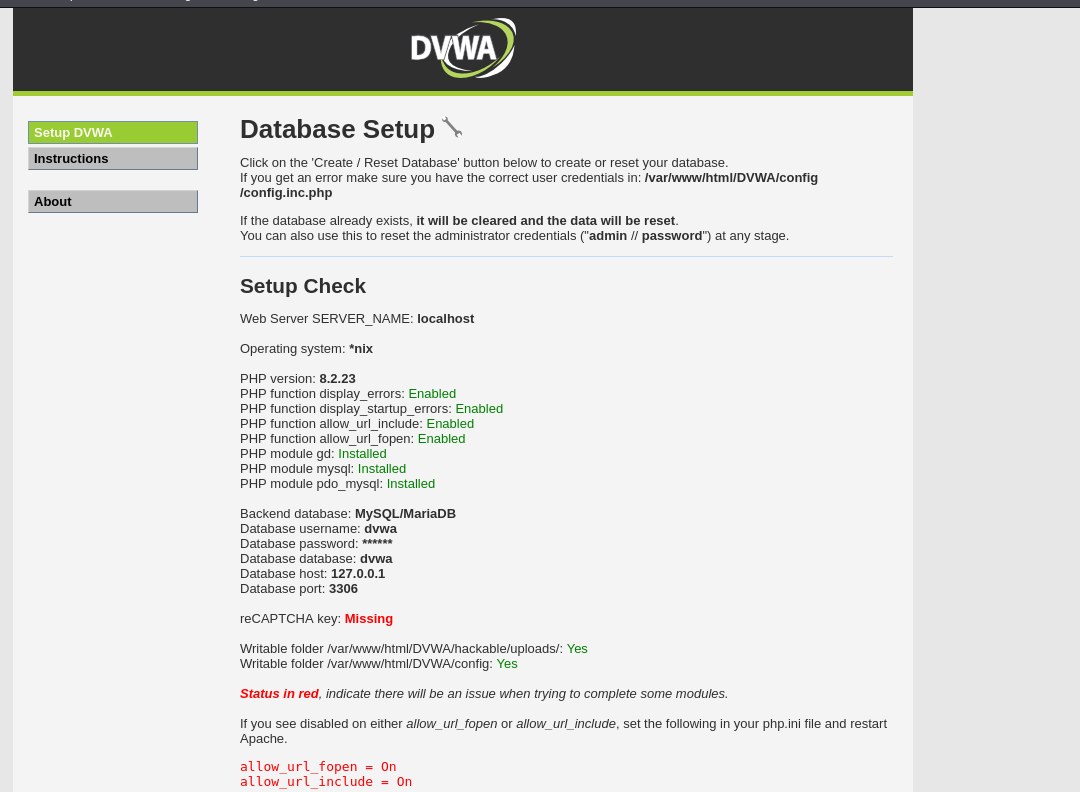 DVWA
Setup DVWA
Instructions
About
Database Setup
Click on the 'Create / Reset Database' button below to create or reset your database.
If you get an error make sure you have the correct user credentials in: /var/www/html/DVWA/config
/config.inc.php
If the database already exists, it will be cleared and the data will be reset.
You can also use this to reset the administrator credentials ("admin // password") at any stage.
Setup Check
Web Server SERVER_NAME: localhost
Operating system: *nix
PHP version: 8.2.23
PHP function display_errors: Enabled
PHP function display_startup_errors: Enabled
PHP function allow_url_include: Enabled
PHP function allow_url_fopen: Enabled
PHP module gd: Installed
PHP module mysql: Installed
PHP module pdo_mysql: Installed
Backend database: MySQL/MariaDB
Database username: dvwa
Database password: ******
Database database: dvwa
Database host: 127.0.0.1
Database port: 3306
reCAPTCHA key: Missing
Writable folder /var/www/html/DVWA/hackable/uploads/: Yes
Writable folder /var/www/html/DVWA/config: Yes
Status in red, indicate there will be an issue when trying to complete some modules.
If you see disabled on either allow_url_fopen or allow_url_include, set the following in your php.ini file and restart
Apache.
allow_url_fopen = On
allow_url_include = On